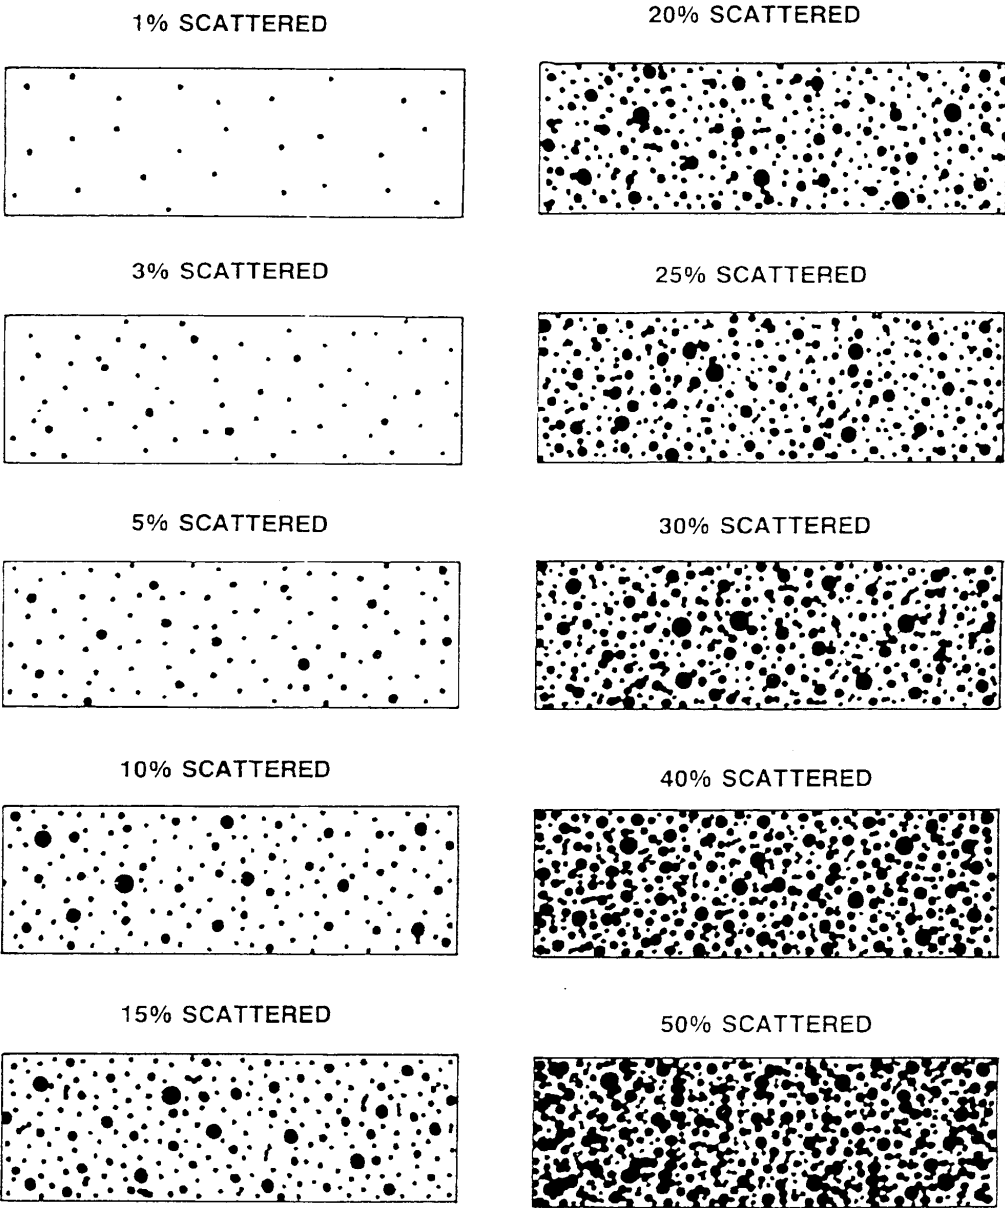 1% SCATTERED
3% SCATTERED
5% SCATTERED
10% SCATTERED
15% SCATTERED
20% SCATTERED
25% SCATTERED
30% SCATTERED
40% SCATTERED
50% SCATTERED